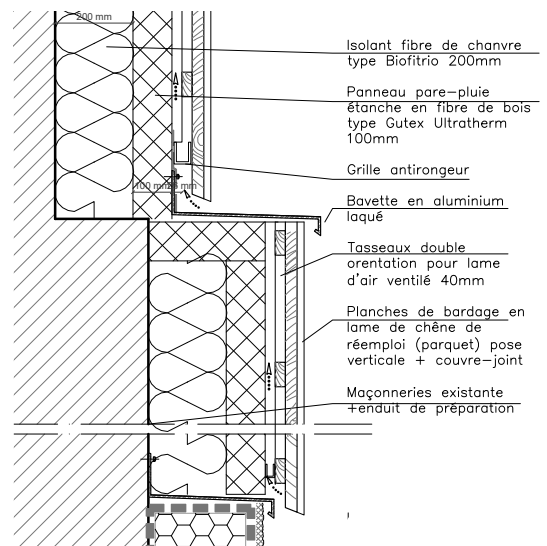 200 mm
Isolant fibre de chanvre
type Biofitrio 200mm
Panneau pare-pluie
étanche en fibre de bois
type Gutex Ultratherm
100mm
Grille antirongeur
100 mm
mm
Bavette en aluminium
laqué
Tasseaux double
orentation pour lame
d'air ventilé 40mm
Planches de bardage en
lame de chêne de
réemploi (parquet) pose
verticale + couvre-joint
Maçonneries existante
+enduit de préparation